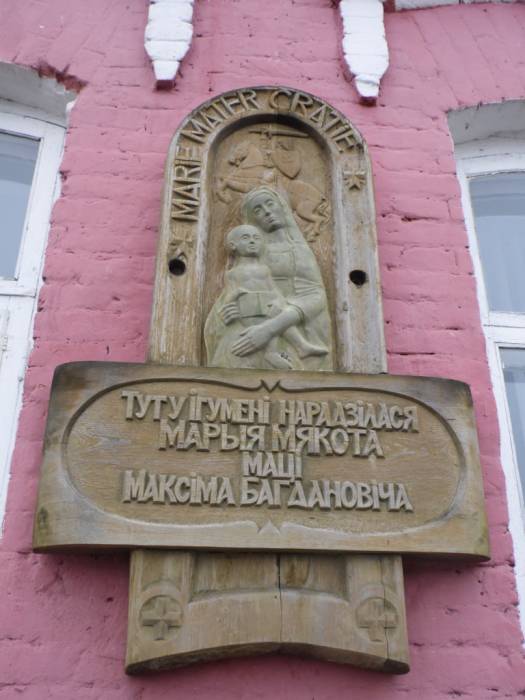 MARIE MATER GRATIE
ТУТ У ІГУМЕНІ НАРАДЗІЛАСЯ
МАРЫЯ МЯКОТА
МАЦІ
МАКСІМА БАГДАНОВІЧА